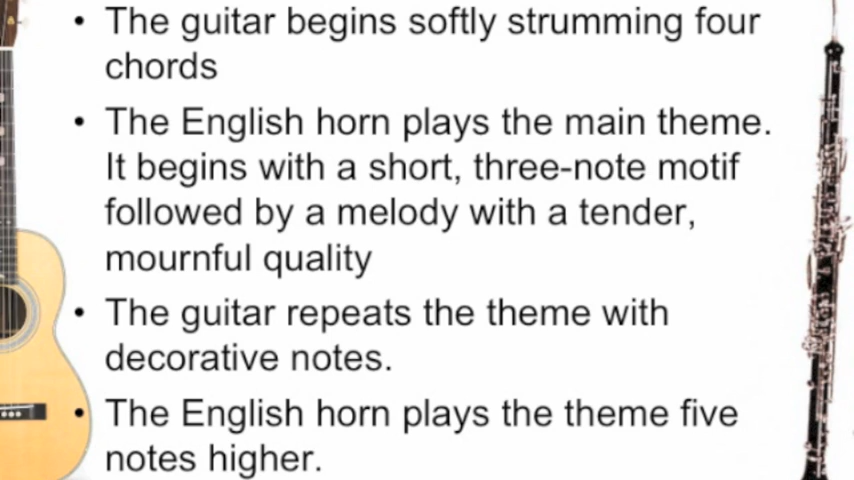 • The guitar begins softly strumming four
chords
• The English horn plays the main theme.
It begins with a short, three-note motif
followed by a melody with a tender,
mournful quality
• The guitar repeats the theme with
decorative notes.
• The English horn plays the theme five
notes higher.